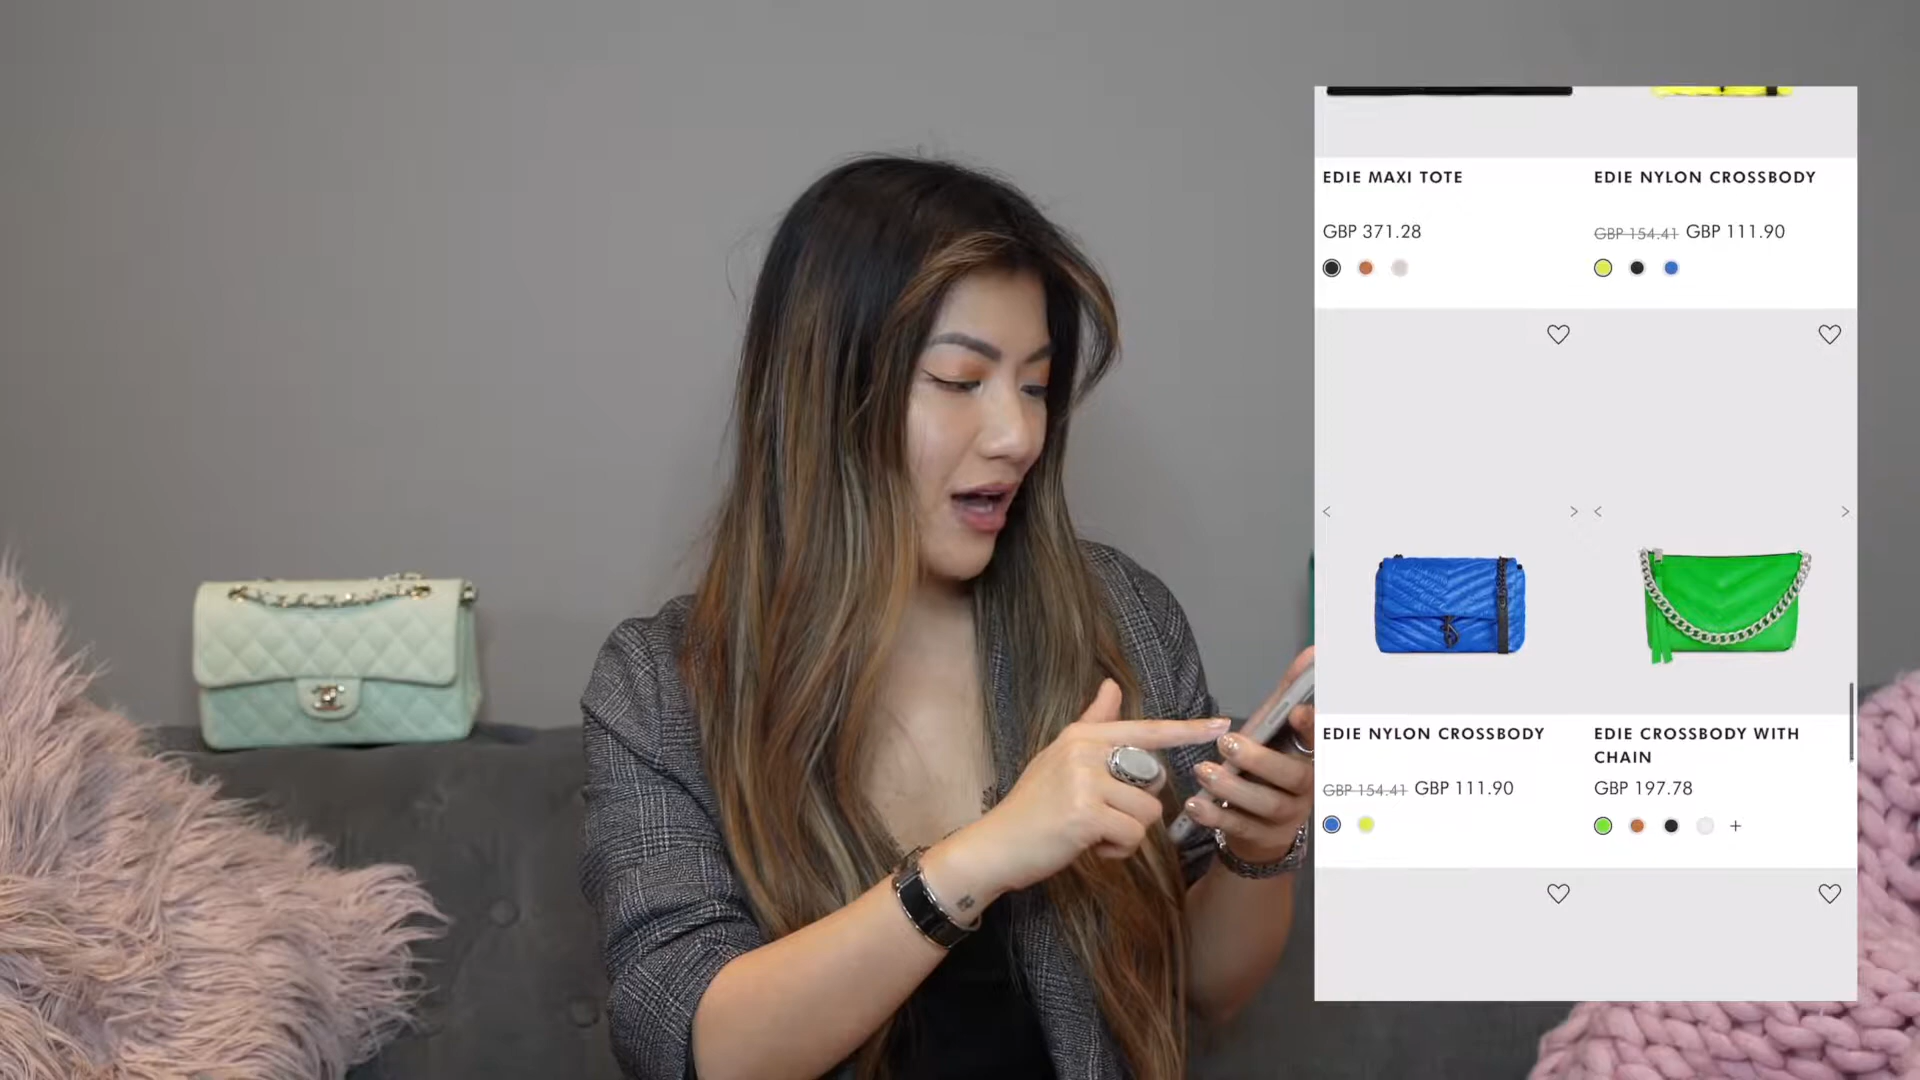 EDIE MAXI TOTE
GBP 371.28
EDIE NYLON CROSSBODY
GBP 154.41 GBP 111.90
EDIE NYLON CROSSBODY
GBP 154.41 GBP 111.90
EDIE CROSSBODY WITH
CHAIN
GBP 197.78